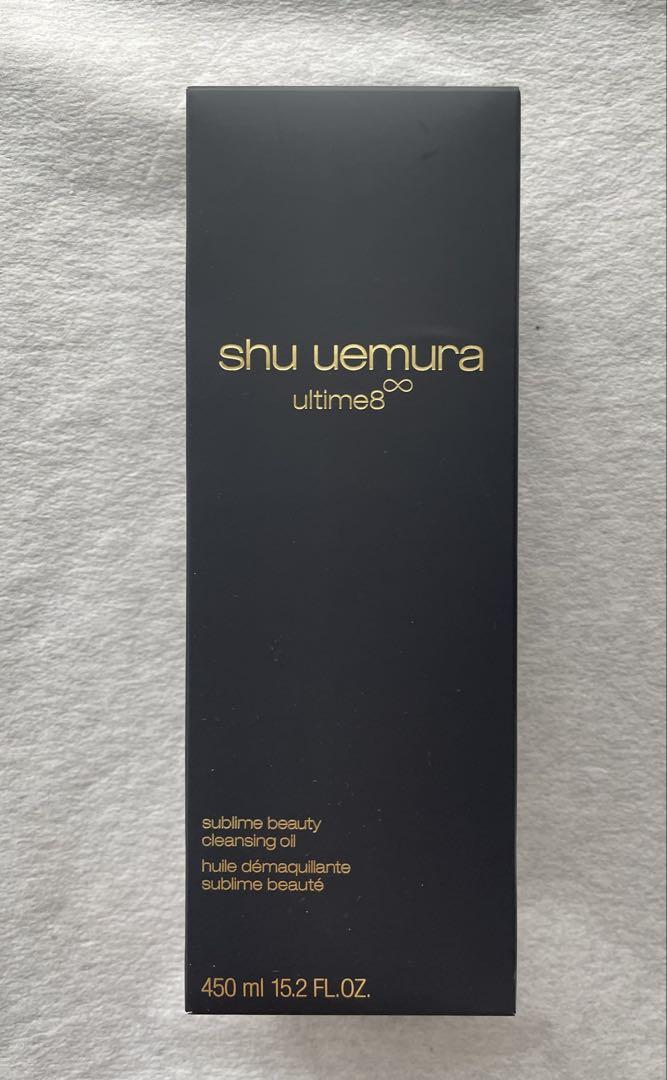 shu uemura
ultime8∞
sublime beauty
cleansing oil
huile démaquillante
sublime beauté
450 ml 15.2 FL.OZ.